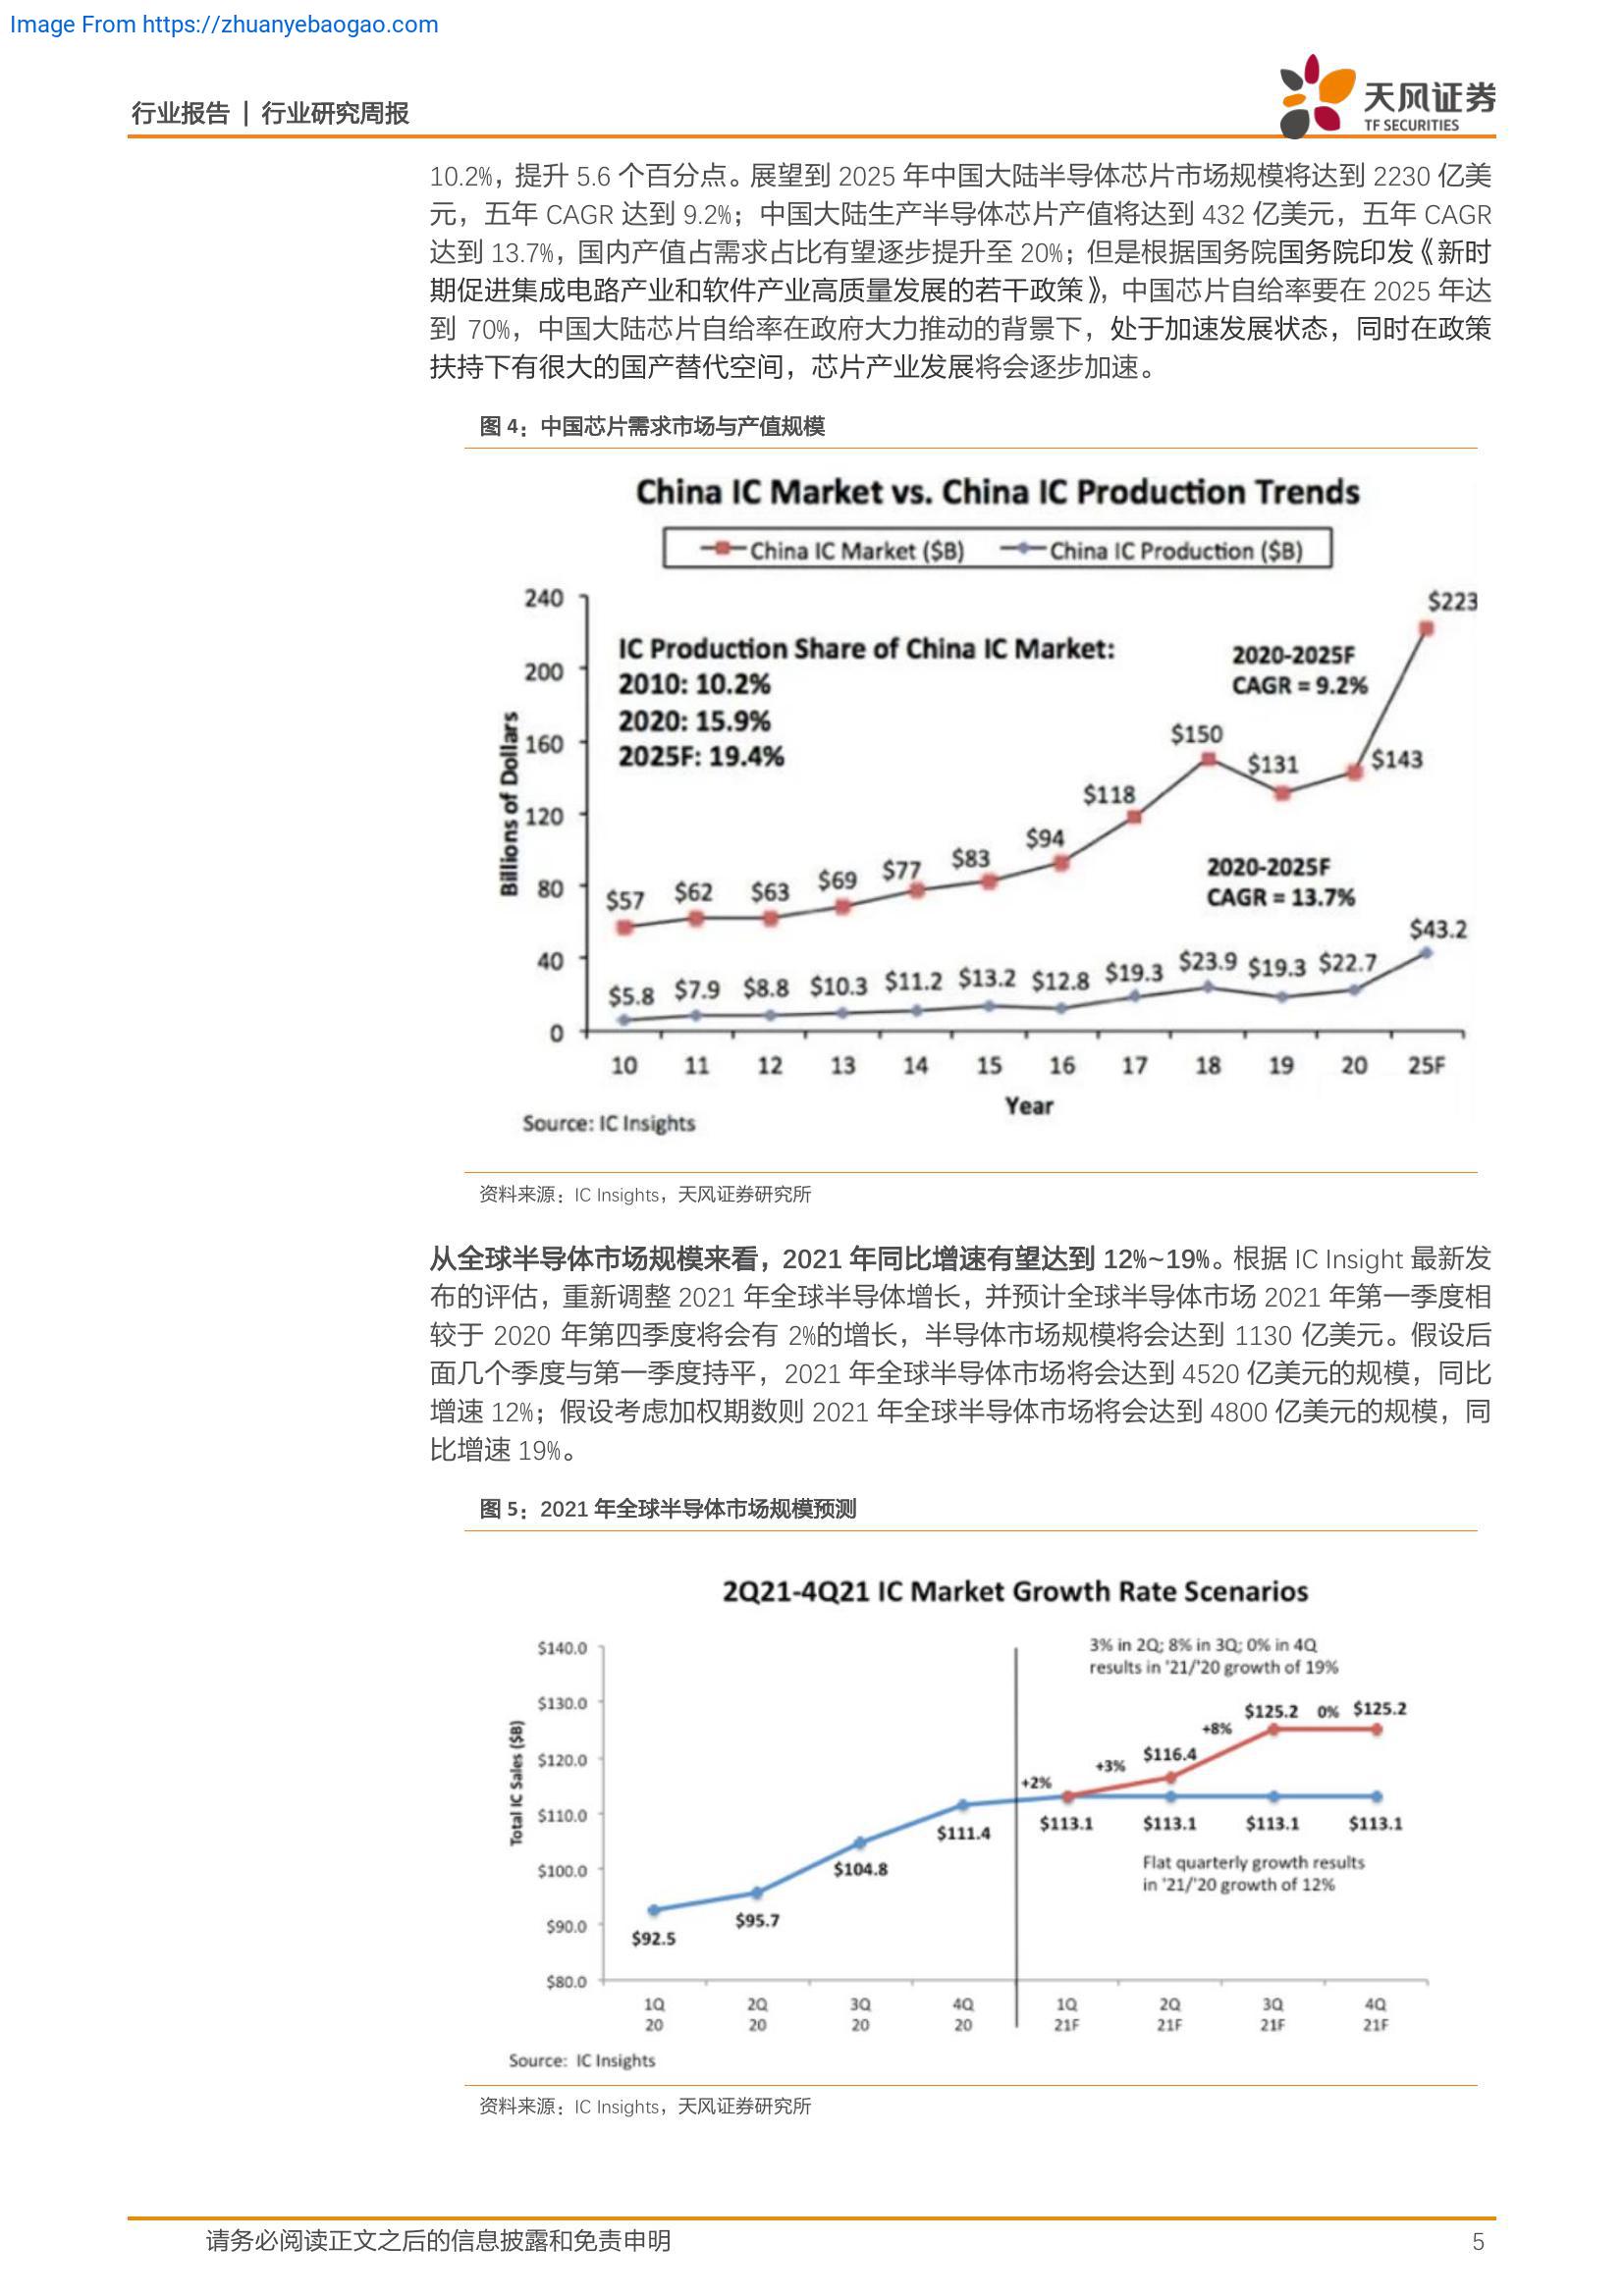 Image From https://zhuanyebaogao.com
行业报告 | 行业研究周报
天风证券
TF SECURITIES
10.2%，提升 5.6 个百分点。展望到 2025 年中国大陆半导体芯片市场规模将达到 2230 亿美
元，五年 CAGR 达到 9.2%；中国大陆生产半导体芯片产值将达到 432 亿美元，五年 CAGR
达到 13.7%，国内产值占需求占比有望逐步提升至 20%；但是根据国务院国务院印发《新时
期促进集成电路产业和软件产业高质量发展的若干政策》，中国芯片自给率要在 2025 年达
到 70%，中国大陆芯片自给率在政府大力推动的背景下，处于加速发展状态，同时在政策
扶持下有很大的国产替代空间，芯片产业发展将会逐步加速。
图 4：中国芯片需求市场与产值规模
China IC Market vs. China IC Production Trends
China IC Market ($B) China IC Production ($B)
Billions of Dollars
240
200
160
120
80
40
0
IC Production Share of China IC Market:
2010: 10.2%
2020: 15.9%
2025F: 19.4%
2020-2025F
CAGR = 9.2%
$57 $62 $63 $69 $77 $83 $94 $118 $150 $131 $143 $223
2020-2025F
CAGR = 13.7%
$5.8 $7.9 $8.8 $10.3 $11.2 $13.2 $12.8 $19.3 $23.9 $19.3 $22.7 $43.2
10 11 12 13 14 15 16 17 18 19 20 25F
Year
Source: IC Insights
资料来源：IC Insights，天风证券研究所
从全球半导体市场规模来看，2021 年同比增速有望达到 12%~19%。根据 IC Insight 最新发
布的评估，重新调整 2021 年全球半导体增长，并预计全球半导体市场 2021 年第一季度相
较于 2020 年第四季度将会有 2%的增长，半导体市场规模将会达到 1130 亿美元。假设后
面几个季度与第一季度持平，2021 年全球半导体市场将会达到 4520 亿美元的规模，同比
增速 12%；假设考虑加权期数则 2021 年全球半导体市场将会达到 4800 亿美元的规模，同
比增速 19%。
图 5：2021 年全球半导体市场规模预测
2Q21-4Q21 IC Market Growth Rate Scenarios
Total IC Sales ($B)
$140.0
$130.0
$120.0
$110.0
$100.0
$90.0
$80.0
3% in 2Q; 8% in 3Q; 0% in 4Q
results in '21/'20 growth of 19%
+2% +3% $116.4 +8% $125.2 0% $125.2
$92.5 $95.7 $104.8 $111.4 $113.1 $113.1 $113.1 $113.1
Flat quarterly growth results
in '21/'20 growth of 12%
1Q 2Q 3Q 4Q 1Q 2Q 3Q 4Q
20 20 20 20 21F 21F 21F 21F
Source: IC Insights
资料来源：IC Insights，天风证券研究所
请务必阅读正文之后的信息披露和免责申明
5